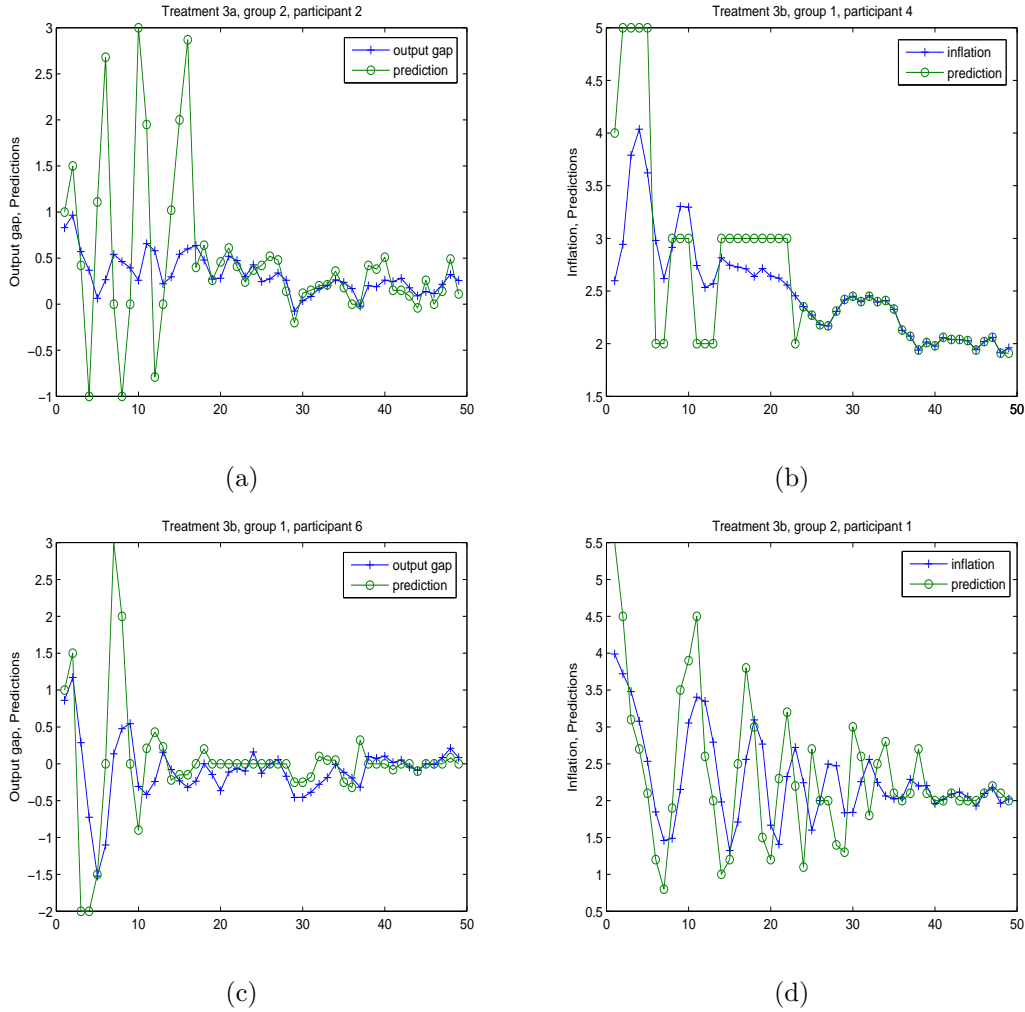 Treatment 3a, group 2, participant 2
Output gap, Predictions
output gap
prediction
3
2.5
2
1.5
1
0.5
0
-0.5
-1
0 10 20 30 40 50
(a)
Treatment 3b, group 1, participant 4
Inflation, Predictions
inflation
prediction
5
4.5
4
3.5
3
2.5
2
1.5
0 10 20 30 40 50
(b)
Treatment 3b, group 1, participant 6
Output gap, Predictions
output gap
prediction
3
2.5
2
1.5
1
0.5
0
-0.5
-1
-1.5
-2
0 10 20 30 40 50
(c)
Treatment 3b, group 2, participant 1
Inflation, Predictions
inflation
prediction
5.5
5
4.5
4
3.5
3
2.5
2
1.5
1
0.5
0 10 20 30 40 50
(d)